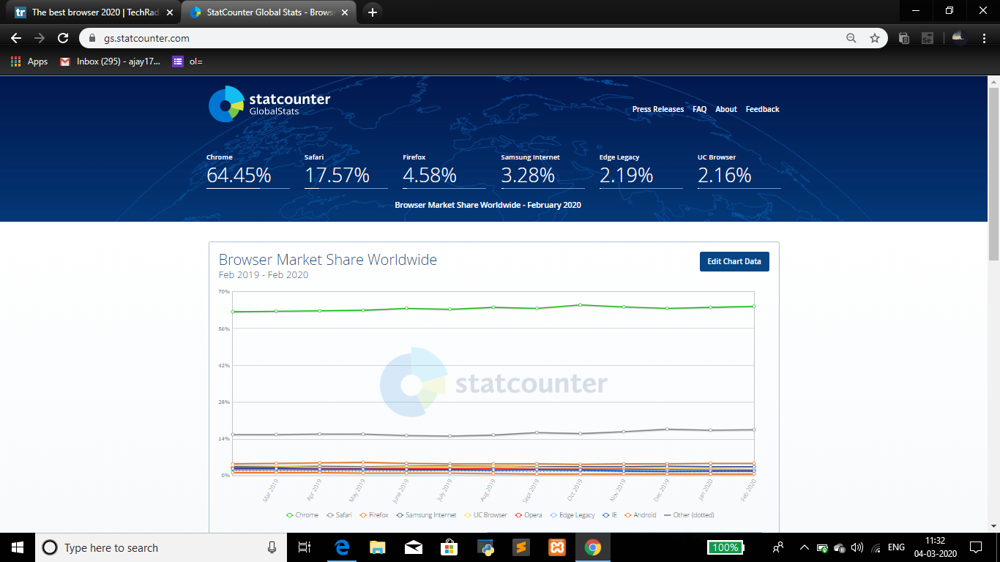 The best browser 2020 | TechRad
StatCounter Global Stats - Brows
gs.statcounter.com
Apps
Inbox (295) - ajay17...
ol=
statcounter
GlobalStats
Press Releases FAQ About Feedback
Chrome Safari Firefox Samsung Internet Edge Legacy UC Browser
64.45% 17.57% 4.58% 3.28% 2.19% 2.16%
Browser Market Share Worldwide - February 2020
Browser Market Share Worldwide
Feb 2019 - Feb 2020
Edit Chart Data
70%
56%
42%
28%
14%
0%
statcounter
Mar 2019 Apr 2019 May 2019 June 2019 July 2019 Aug 2019 Sept 2019 Oct 2019 Nov 2019 Dec 2019 Jan 2020 Feb 2020
Chrome Safari Firefox Samsung Internet UC Browser Opera Edge Legacy IE Android Other (dotted)
Type here to search
100%
ENG
11:32
04-03-2020